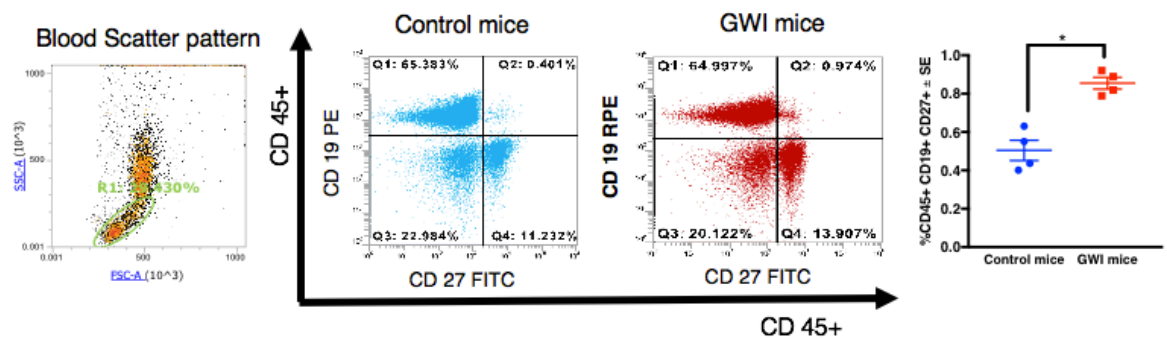 Blood Scatter pattern
1000
500
0.001
SSC-A (10^3)
0.001
500
1000
FSC-A (10^3)
CD 45+
Control mice
Q1: 65.383%
Q2: 0.401%
Q3: 22.984%
Q4: 11.232%
CD 19 PE
CD 27 FITC
GWI mice
Q1: 64.997%
Q2: 0.974%
Q3: 20.122%
Q4: 13.907%
CD 19 RPE
CD 27 FITC
CD 45+
%CD45+ CD19+ CD27+ ± SE
1.0
0.8
0.6
0.4
0.2
0.0
*
Control mice
GWI mice